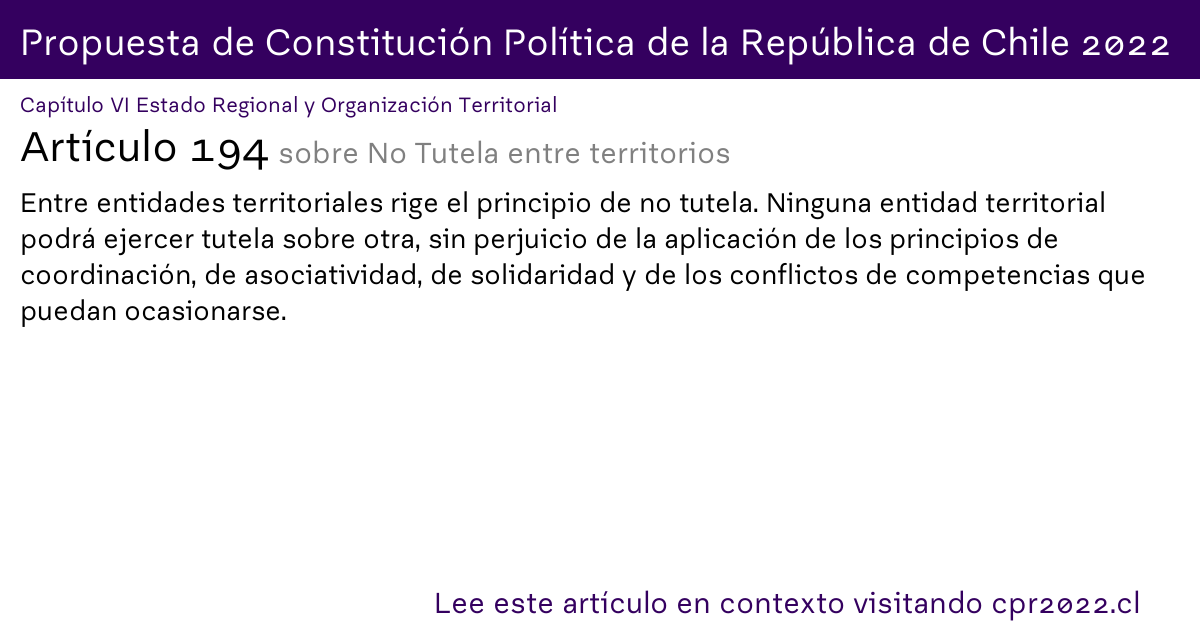 Propuesta de Constitución Política de la República de Chile 2022
Capítulo VI Estado Regional y Organización Territorial
Artículo 194 sobre No Tutela entre territorios
Entre entidades territoriales rige el principio de no tutela. Ninguna entidad territorial
podrá ejercer tutela sobre otra, sin perjuicio de la aplicación de los principios de
coordinación, de asociatividad, de solidaridad y de los conflictos de competencias que
puedan ocasionarse.
Lee este artículo en contexto visitando cpr2022.cl